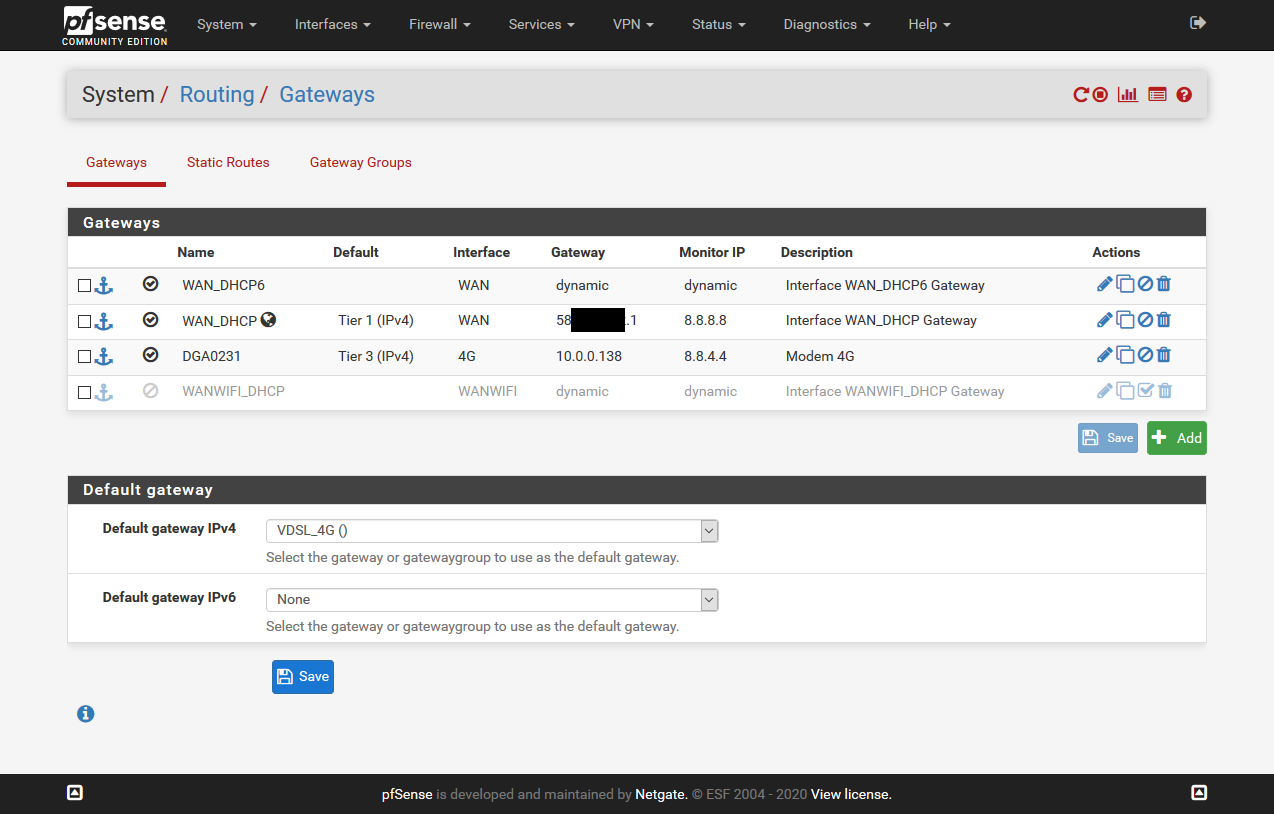 pfsense
COMMUNITY EDITION
System Interfaces Firewall Services VPN Status Diagnostics Help
System / Routing / Gateways
Gateways Static Routes Gateway Groups
Gateways
Name Default Interface Gateway Monitor IP Description Actions
WAN_DHCP6 WAN dynamic dynamic Interface WAN_DHCP6 Gateway
WAN_DHCP Tier 1 (IPv4) WAN 58 .1 8.8.8.8 Interface WAN_DHCP Gateway
DGA0231 Tier 3 (IPv4) 4G 10.0.0.138 8.8.4.4 Modem 4G
WANWIFI_DHCP WANWIFI dynamic dynamic Interface WANWIFI_DHCP Gateway
Save Add
Default gateway
Default gateway IPv4 VDSL_4G ()
Select the gateway or gatewaygroup to use as the default gateway.
Default gateway IPv6 None
Select the gateway or gatewaygroup to use as the default gateway.
Save
pfSense is developed and maintained by Netgate. © ESF 2004 - 2020 View license.